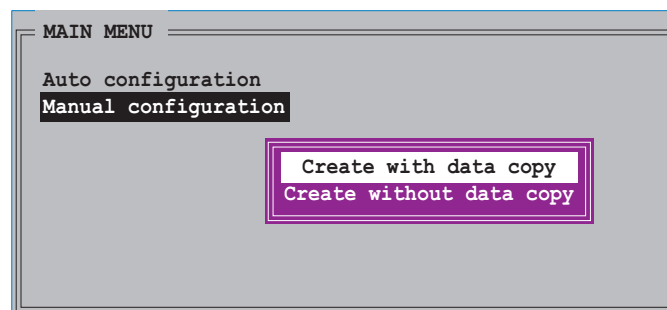 MAIN MENU
Auto configuration
Manual configuration
Create with data copy
Create without data copy